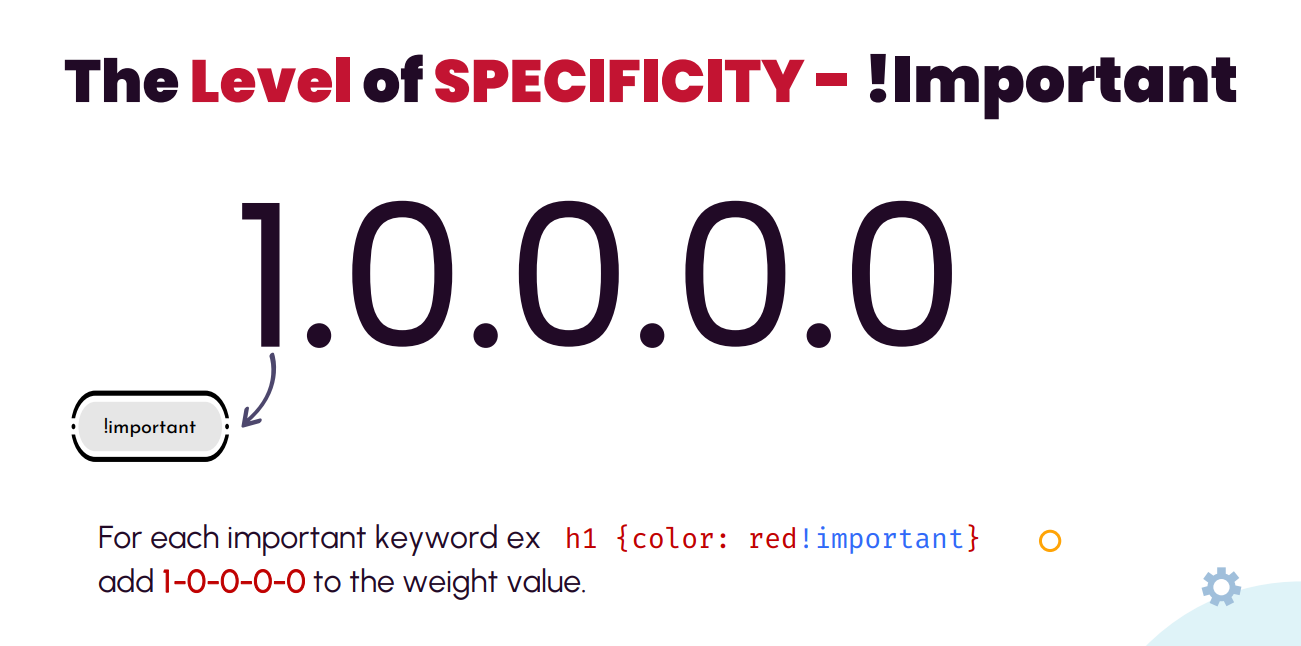 The Level of SPECIFICITY – !Important
1.0.0.0.0
!important
For each important keyword ex h1 {color: red!important}
add 1-0-0-0-0 to the weight value.